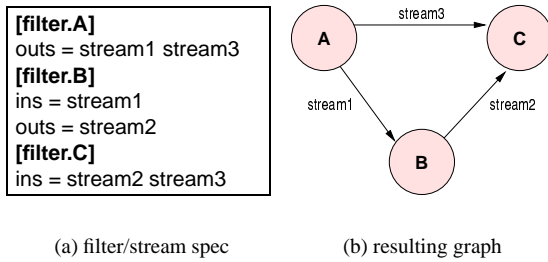 [filter.A]
outs = stream1 stream3
[filter.B]
ins = stream1
outs = stream2
[filter.C]
ins = stream2 stream3
(a) filter/stream spec
A
stream3
C
stream1
stream2
B
(b) resulting graph